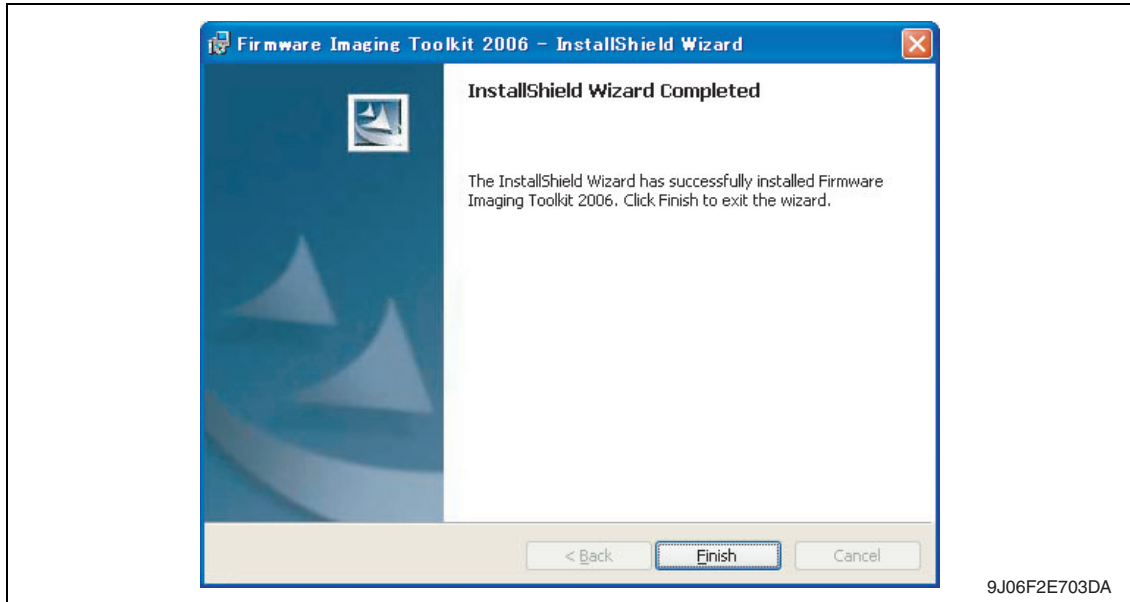 Firmware Imaging Toolkit 2006 - InstallShield Wizard
InstallShield Wizard Completed
The InstallShield Wizard has successfully installed Firmware
Imaging Toolkit 2006. Click Finish to exit the wizard.
< Back Finish Cancel
9J06F2E703DA